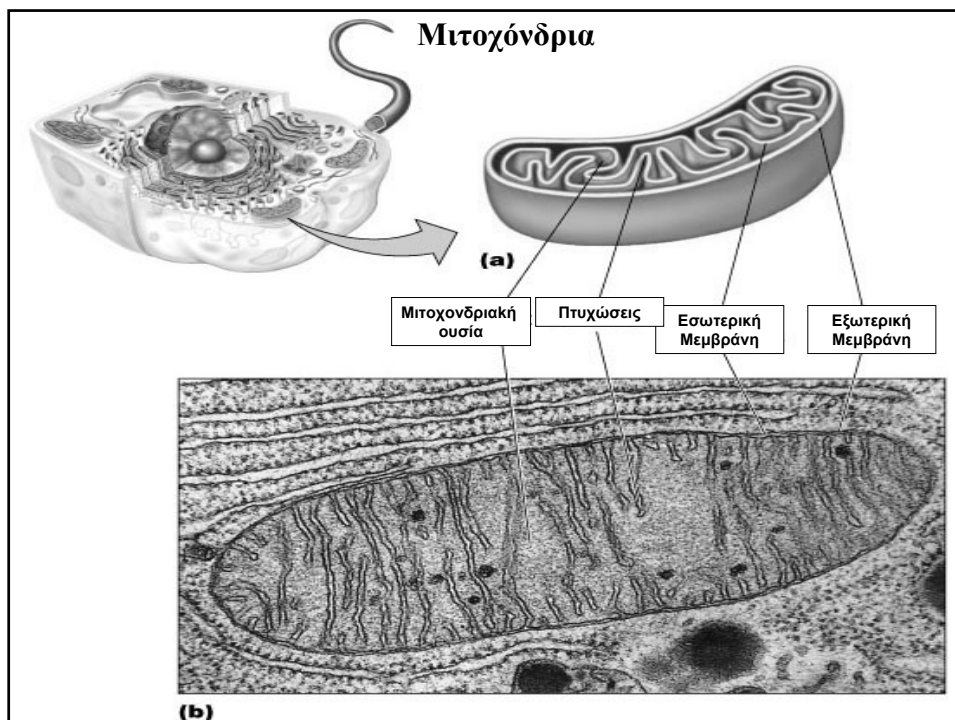 Μιτοχόνδρια
(a)
Μιτοχονδριακή
ουσία
Πτυχώσεις
Εσωτερική
Μεμβράνη
Εξωτερική
Μεμβράνη
(b)